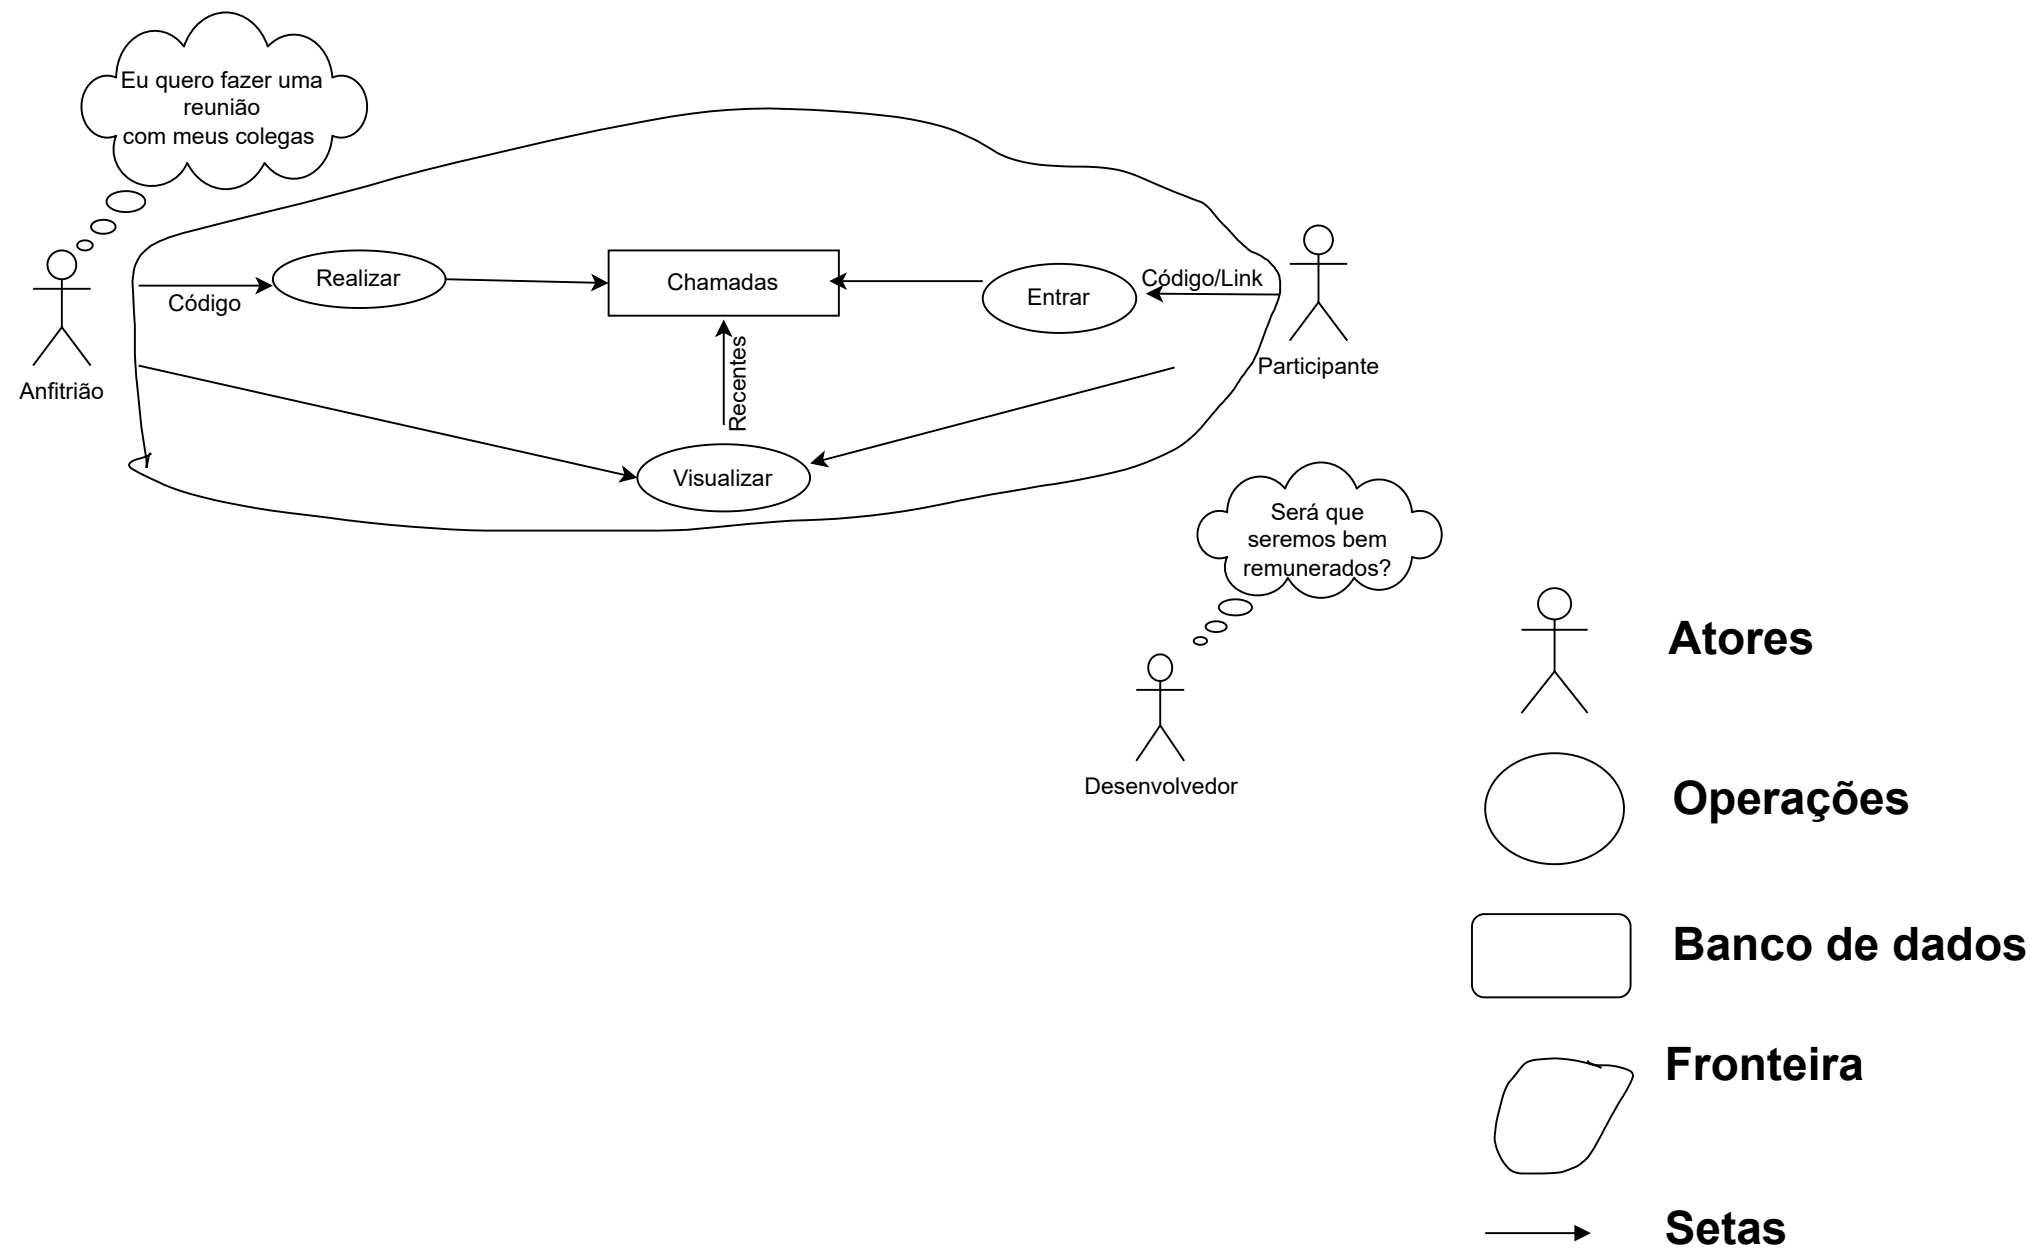 Eu quero fazer uma
reunião
com meus colegas
Realizar
Chamadas
Entrar
Código/Link
Código
Anfitrião
Participante
Recentes
Visualizar
Será que
seremos bem
remunerados?
Desenvolvedor
Atores
Operações
Banco de dados
Fronteira
Setas